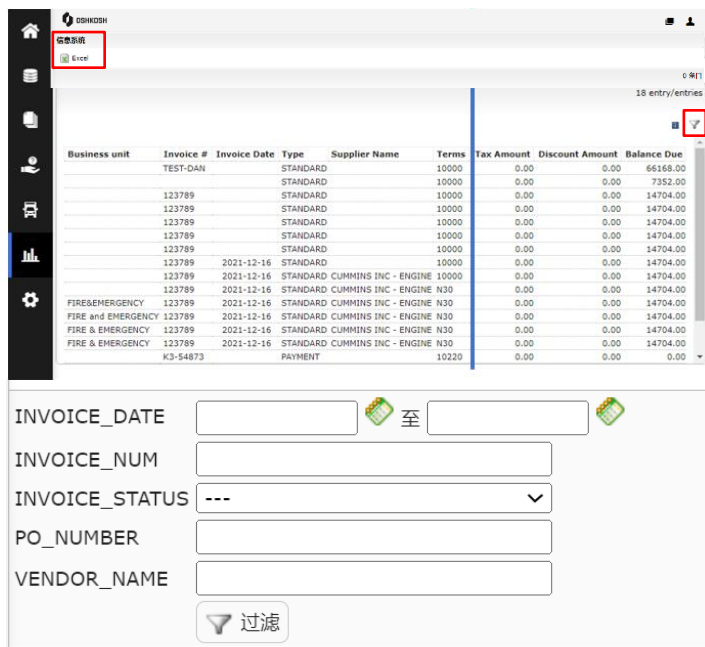 OSHKOSH
信息系统
Excel
0 条
18 entry/entries
Business unit Invoice # Invoice Date Type Supplier Name Terms Tax Amount Discount Amount Balance Due
TEST-DAN STANDARD 10000 0.00 0.00 66168.00
STANDARD 10000 0.00 0.00 7352.00
123789 STANDARD 10000 0.00 0.00 14704.00
123789 STANDARD 10000 0.00 0.00 14704.00
123789 STANDARD 10000 0.00 0.00 14704.00
123789 STANDARD 10000 0.00 0.00 14704.00
123789 STANDARD 10000 0.00 0.00 14704.00
123789 2021-12-16 STANDARD 10000 0.00 0.00 14704.00
123789 2021-12-16 STANDARD CUMMINS INC - ENGINE 10000 0.00 0.00 14704.00
123789 2021-12-16 STANDARD CUMMINS INC - ENGINE N30 0.00 0.00 14704.00
FIRE&EMERGENCY 123789 2021-12-16 STANDARD CUMMINS INC - ENGINE N30 0.00 0.00 14704.00
FIRE and EMERGENCY 123789 2021-12-16 STANDARD CUMMINS INC - ENGINE N30 0.00 0.00 14704.00
FIRE & EMERGENCY 123789 2021-12-16 STANDARD CUMMINS INC - ENGINE N30 0.00 0.00 14704.00
FIRE & EMERGENCY 123789 2021-12-16 STANDARD CUMMINS INC - ENGINE N30 0.00 0.00 14704.00
K3-54873 PAYMENT 10220 0.00 0.00 0.00
INVOICE_DATE 至
INVOICE_NUM
INVOICE_STATUS ---
PO_NUMBER
VENDOR_NAME
过滤